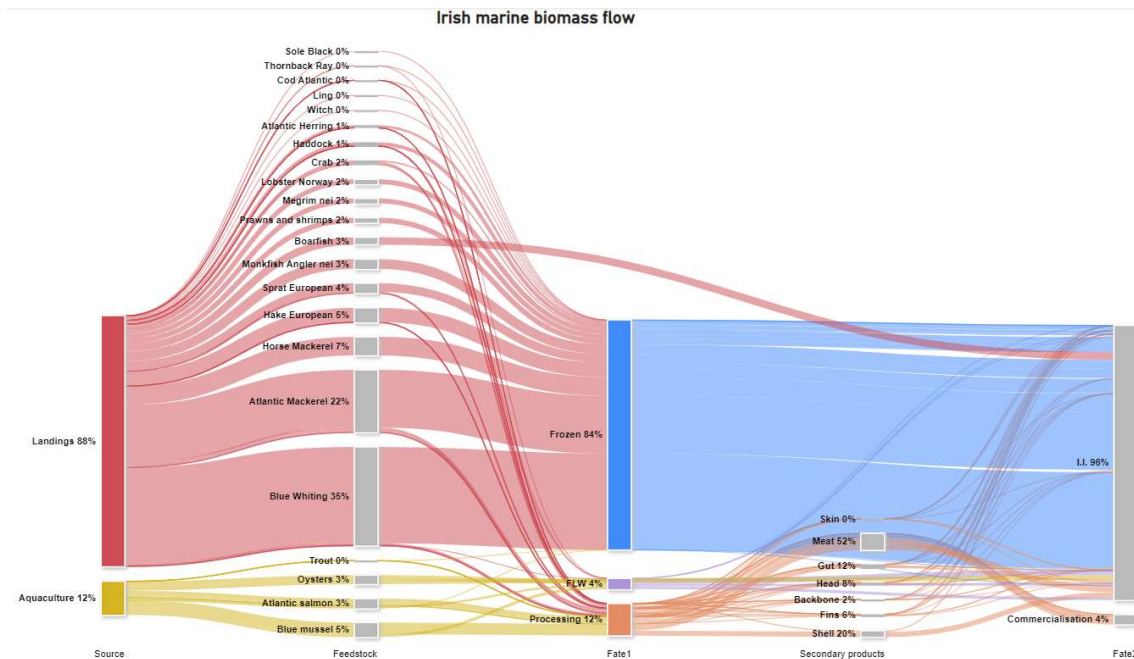 Irish marine biomass flow
Sole Black 0%
Thornback Ray 0%
Cod Atlantic 0%
Ling 0%
Witch 0%
Atlantic Herring 1%
Haddock 1%
Crab 2%
Lobster Norway 2%
Megrim nei 2%
Prawns and shrimps 2%
Boarfish 3%
Monkfish Angler nei 3%
Sprat European 4%
Hake European 5%
Horse Mackerel 7%
Atlantic Mackerel 22%
Landings 88%
Frozen 84%
I.I. 96%
Blue Whiting 35%
Skin 0%
Meat 52%
Trout 0%
Gut 12%
Oysters 3%
FLW 4%
Head 8%
Aquaculture 12%
Atlantic salmon 3%
Backbone 2%
Processing 12%
Fins 6%
Commercialisation 4%
Blue mussel 5%
Shell 20%
Source
Feedstock
Fate1
Secondary products
Fate2